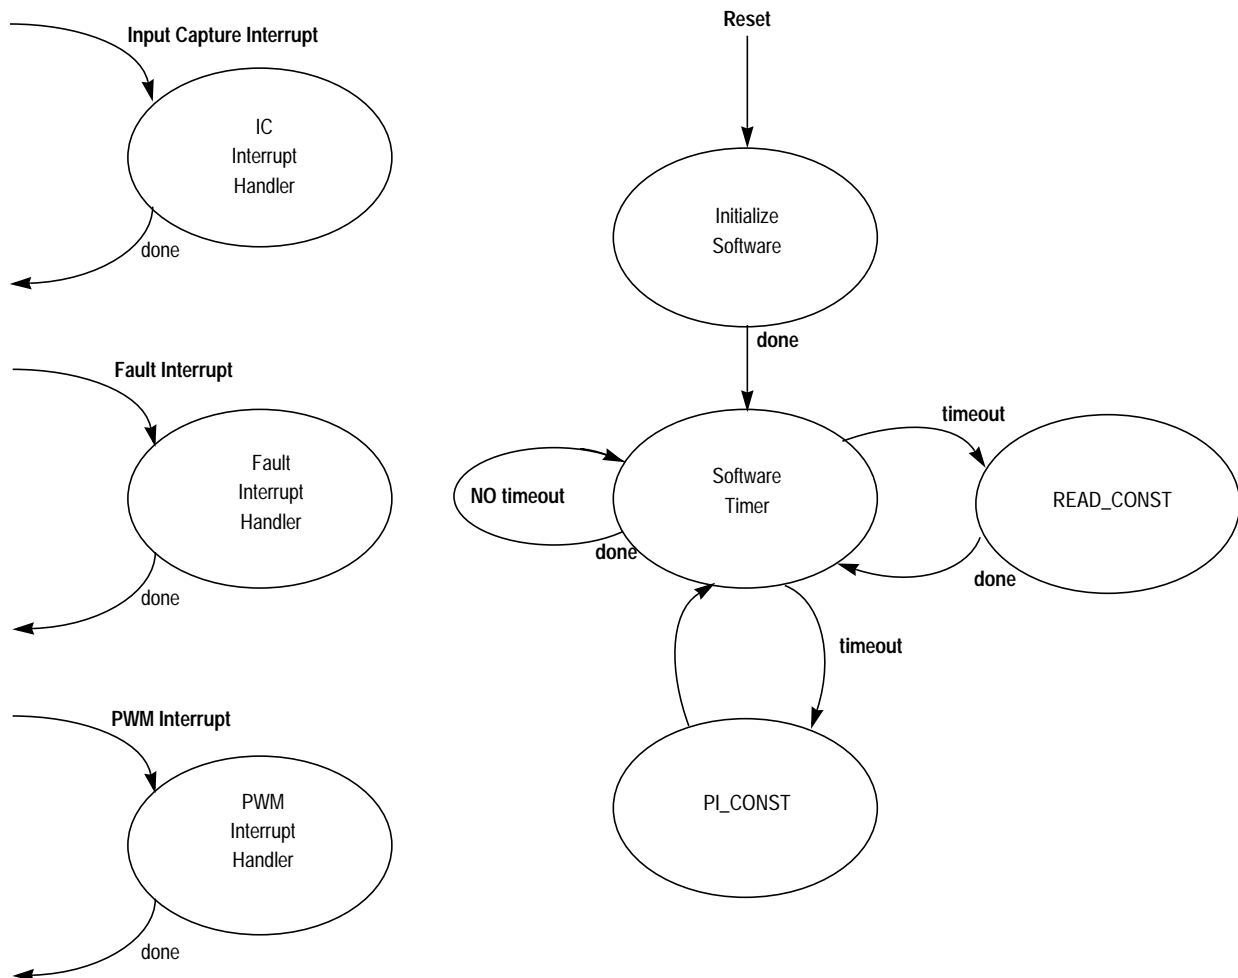 Input Capture Interrupt
IC
Interrupt
Handler
done
Fault Interrupt
Fault
Interrupt
Handler
done
PWM Interrupt
PWM
Interrupt
Handler
done
Reset
Initialize
Software
done
Software
Timer
NO timeout
done
timeout
READ_CONST
done
timeout
PI_CONST